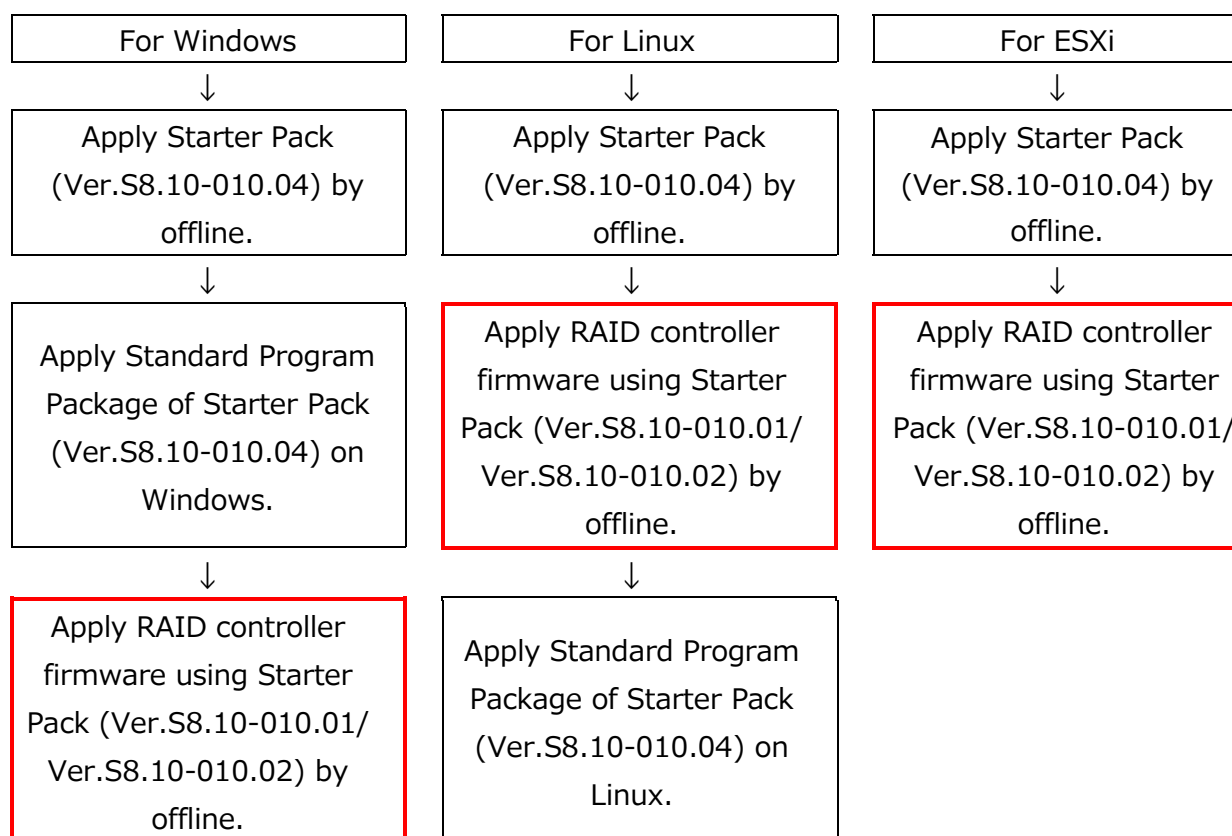 For Windows
↓
Apply Starter Pack
(Ver.S8.10-010.04) by
offline.
↓
Apply Standard Program
Package of Starter Pack
(Ver.S8.10-010.04) on
Windows.
↓
Apply RAID controller
firmware using Starter
Pack (Ver.S8.10-010.01/
Ver.S8.10-010.02) by
offline.
For Linux
↓
Apply Starter Pack
(Ver.S8.10-010.04) by
offline.
↓
Apply RAID controller
firmware using Starter
Pack (Ver.S8.10-010.01/
Ver.S8.10-010.02) by
offline.
↓
Apply Standard Program
Package of Starter Pack
(Ver.S8.10-010.04) on
Linux.
For ESXi
↓
Apply Starter Pack
(Ver.S8.10-010.04) by
offline.
↓
Apply RAID controller
firmware using Starter
Pack (Ver.S8.10-010.01/
Ver.S8.10-010.02) by
offline.